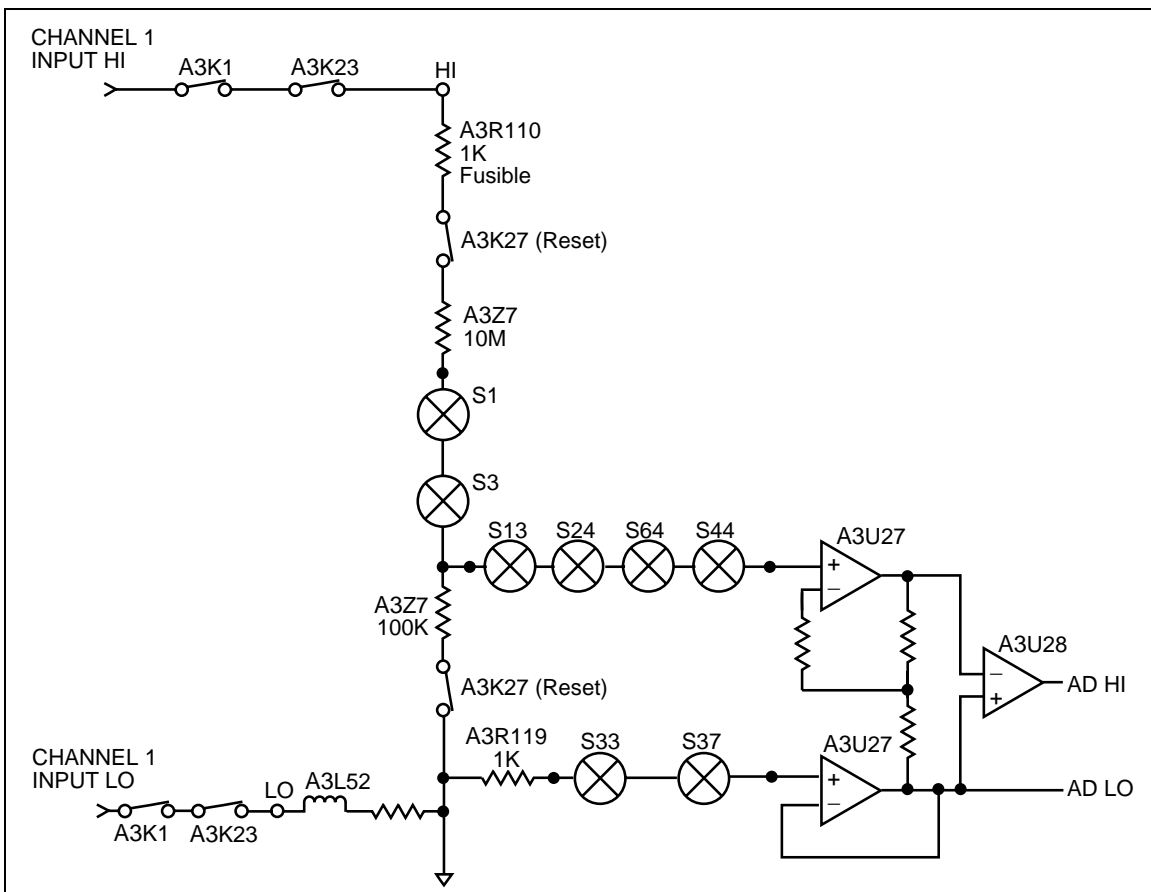 CHANNEL 1
INPUT HI
A3K1
A3K23
HI
A3R110
1K
Fusible
A3K27 (Reset)
A3Z7
10M
S1
S3
S13
S24
S64
S44
A3U27
+
−
A3Z7
100K
A3U28
−
+
AD HI
A3K27 (Reset)
A3R119
1K
S33
S37
A3U27
+
−
AD LO
CHANNEL 1
INPUT LO
LO
A3L52
A3K1
A3K23